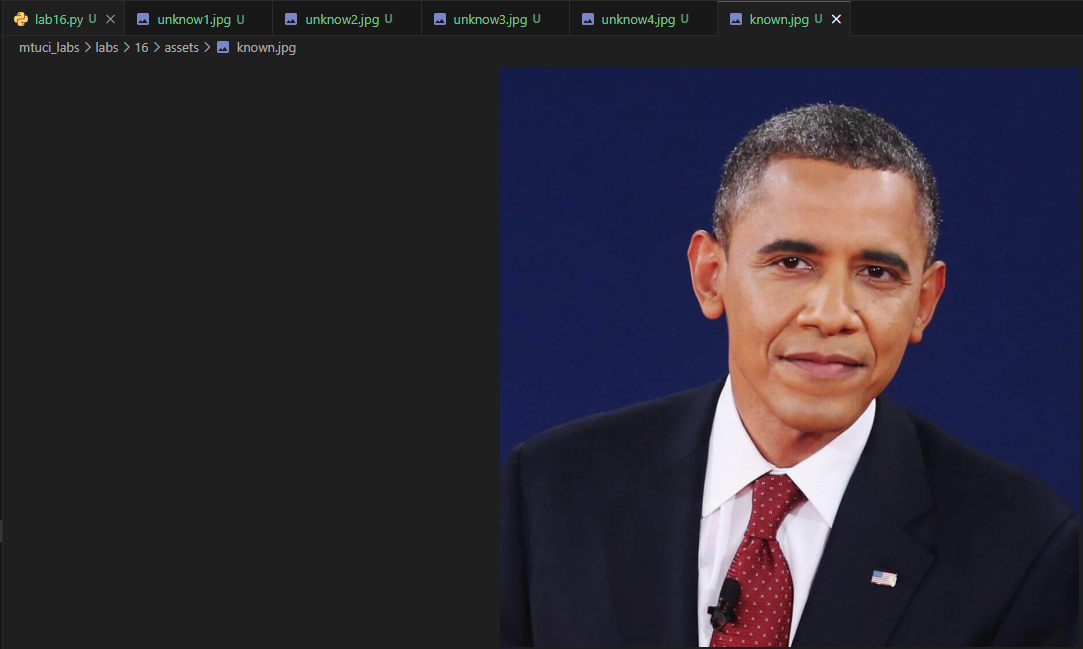 lab16.py U unknow1.jpg U unknow2.jpg U unknow3.jpg U unknow4.jpg U known.jpg U
mtuci_labs > labs > 16 > assets > known.jpg